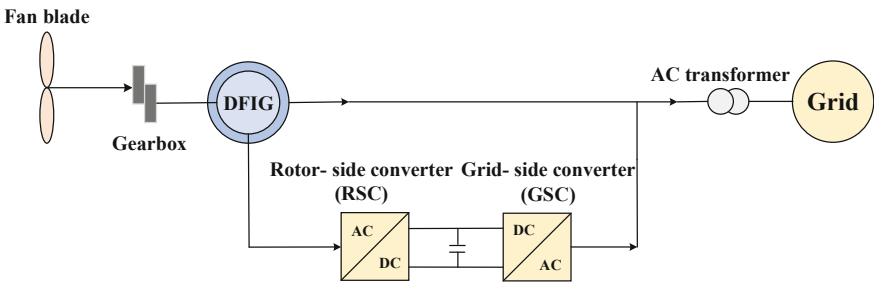 Fan blade
Gearbox
DFIG
AC transformer
Grid
Rotor- side converter
(RSC)
Grid- side converter
(GSC)
AC
DC
DC
AC